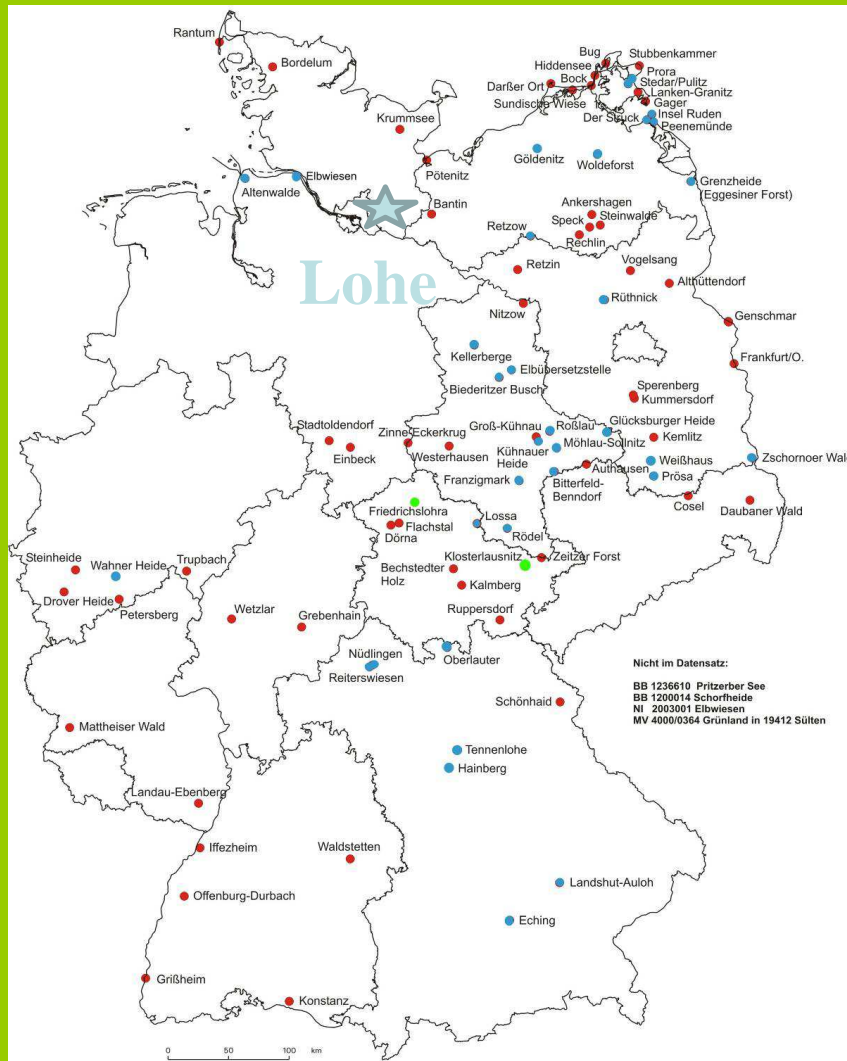 Rantum
Bordelum
Bug
Hiddensee
Stubbenkammer
Bock
Prora
Darßer Ort
Stedar/Pulitz
Lanken-Granitz
Sundische Wiese
Gager
Der Struck
Insel Ruden
Peenemünde
Krummsee
Göldenitz
Woldeforst
Pötenitz
Elbwiesen
Altenwalde
Grenzheide
(Eggesiner Forst)
Bantin
Ankershagen
Speck
Steinwalde
Retzow
Rechlin
Lohe
Retzin
Vogelsang
Althüttendorf
Rüthnick
Nitzow
Genschmar
Kellerberge
Frankfurt/O.
Elbübersetzstelle
Biederitzer Busch
Sperenberg
Kummersdorf
Stadtoldendorf
Zinne-Eckerkrug
Groß-Kühnau
Roßlau
Glücksburger Heide
Einbeck
Westerhausen
Kühnauer
Heide
Möhlau-Sollnitz
Kemlitz
Franzigmark
Authausen
Weißhaus
Zschornoer Wald
Bitterfeld-
Benndorf
Prösa
Friedrichslohra
Flachstal
Dörna
Lossa
Rödel
Cosel
Daubaner Wald
Steinheide
Wahner Heide
Trupbach
Klosterlausnitz
Zeitzer Forst
Bechstedter
Holz
Kalmberg
Drover Heide
Petersberg
Wetzlar
Grebenhain
Ruppersdorf
Nüdlingen
Reiterswiesen
Oberlauter
Nicht im Datensatz:
BB 1236610 Pritzerber See
BB 1200014 Schorfheide
NI 2003001 Elbwiesen
MV 4000/0364 Grünland in 19412 Sülten
Schönhaid
Mattheiser Wald
Tennenlohe
Hainberg
Landau-Ebenberg
Iffezheim
Waldstetten
Offenburg-Durbach
Landshut-Auloh
Eching
Grißheim
Konstanz
0 50 100 km